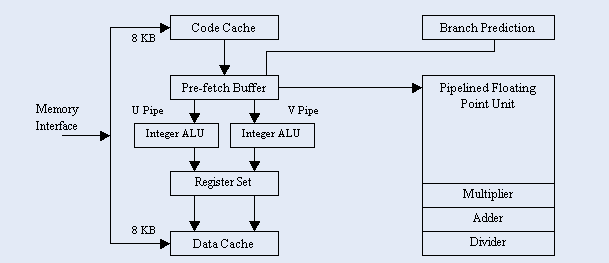 Code Cache
Branch Prediction
8 KB
Pre-fetch Buffer
Pipelined Floating
Point Unit
Memory
Interface
U Pipe
V Pipe
Integer ALU
Integer ALU
Register Set
Multiplier
Adder
8 KB
Data Cache
Divider